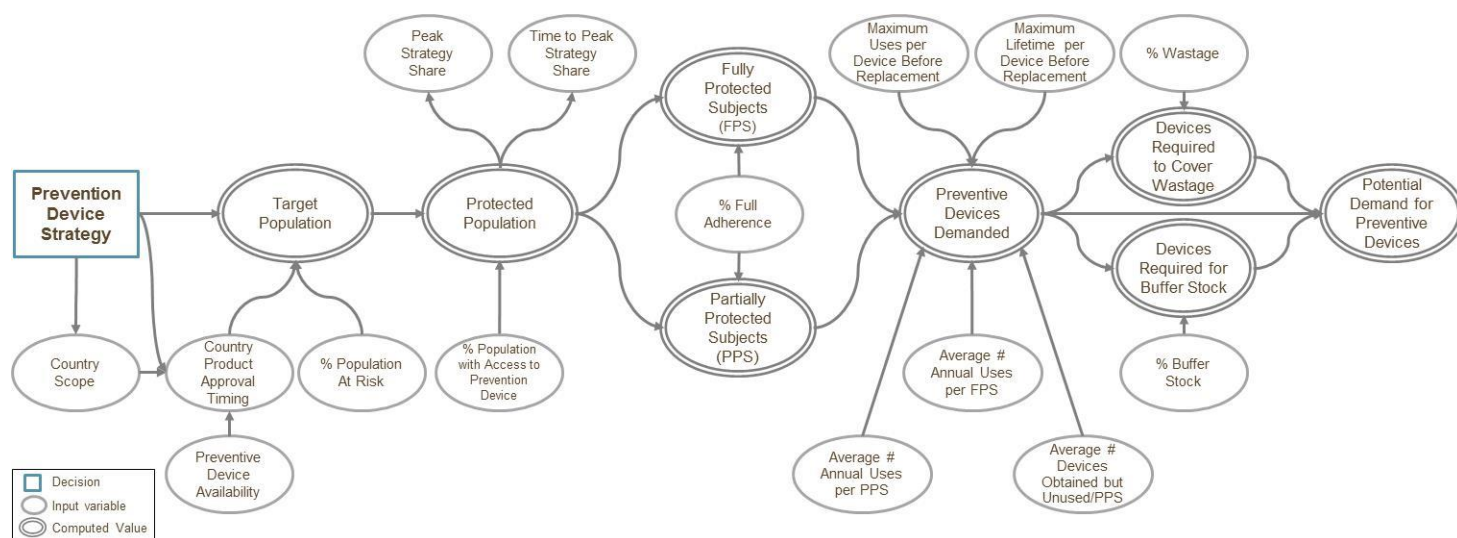 Peak
Strategy
Share
Time to Peak
Strategy
Share
Fully
Protected
Subjects
(FPS)
Maximum
Uses per
Device Before
Replacement
Maximum
Lifetime per
Device Before
Replacement
% Wastage
Prevention
Device
Strategy
Target
Population
Protected
Population
% Full
Adherence
Preventive
Devices
Demanded
Devices
Required
to Cover
Wastage
Potential
Demand for
Preventive
Devices
Devices
Required for
Buffer Stock
Partially
Protected
Subjects
(PPS)
Country
Scope
Country
Product
Approval
Timing
% Population
At Risk
% Population
with Access to
Prevention
Device
Average #
Annual Uses
per FPS
% Buffer
Stock
Preventive
Device
Availability
Average #
Annual Uses
per PPS
Average #
Devices
Obtained but
Unused/PPS
Decision
Input variable
Computed Value